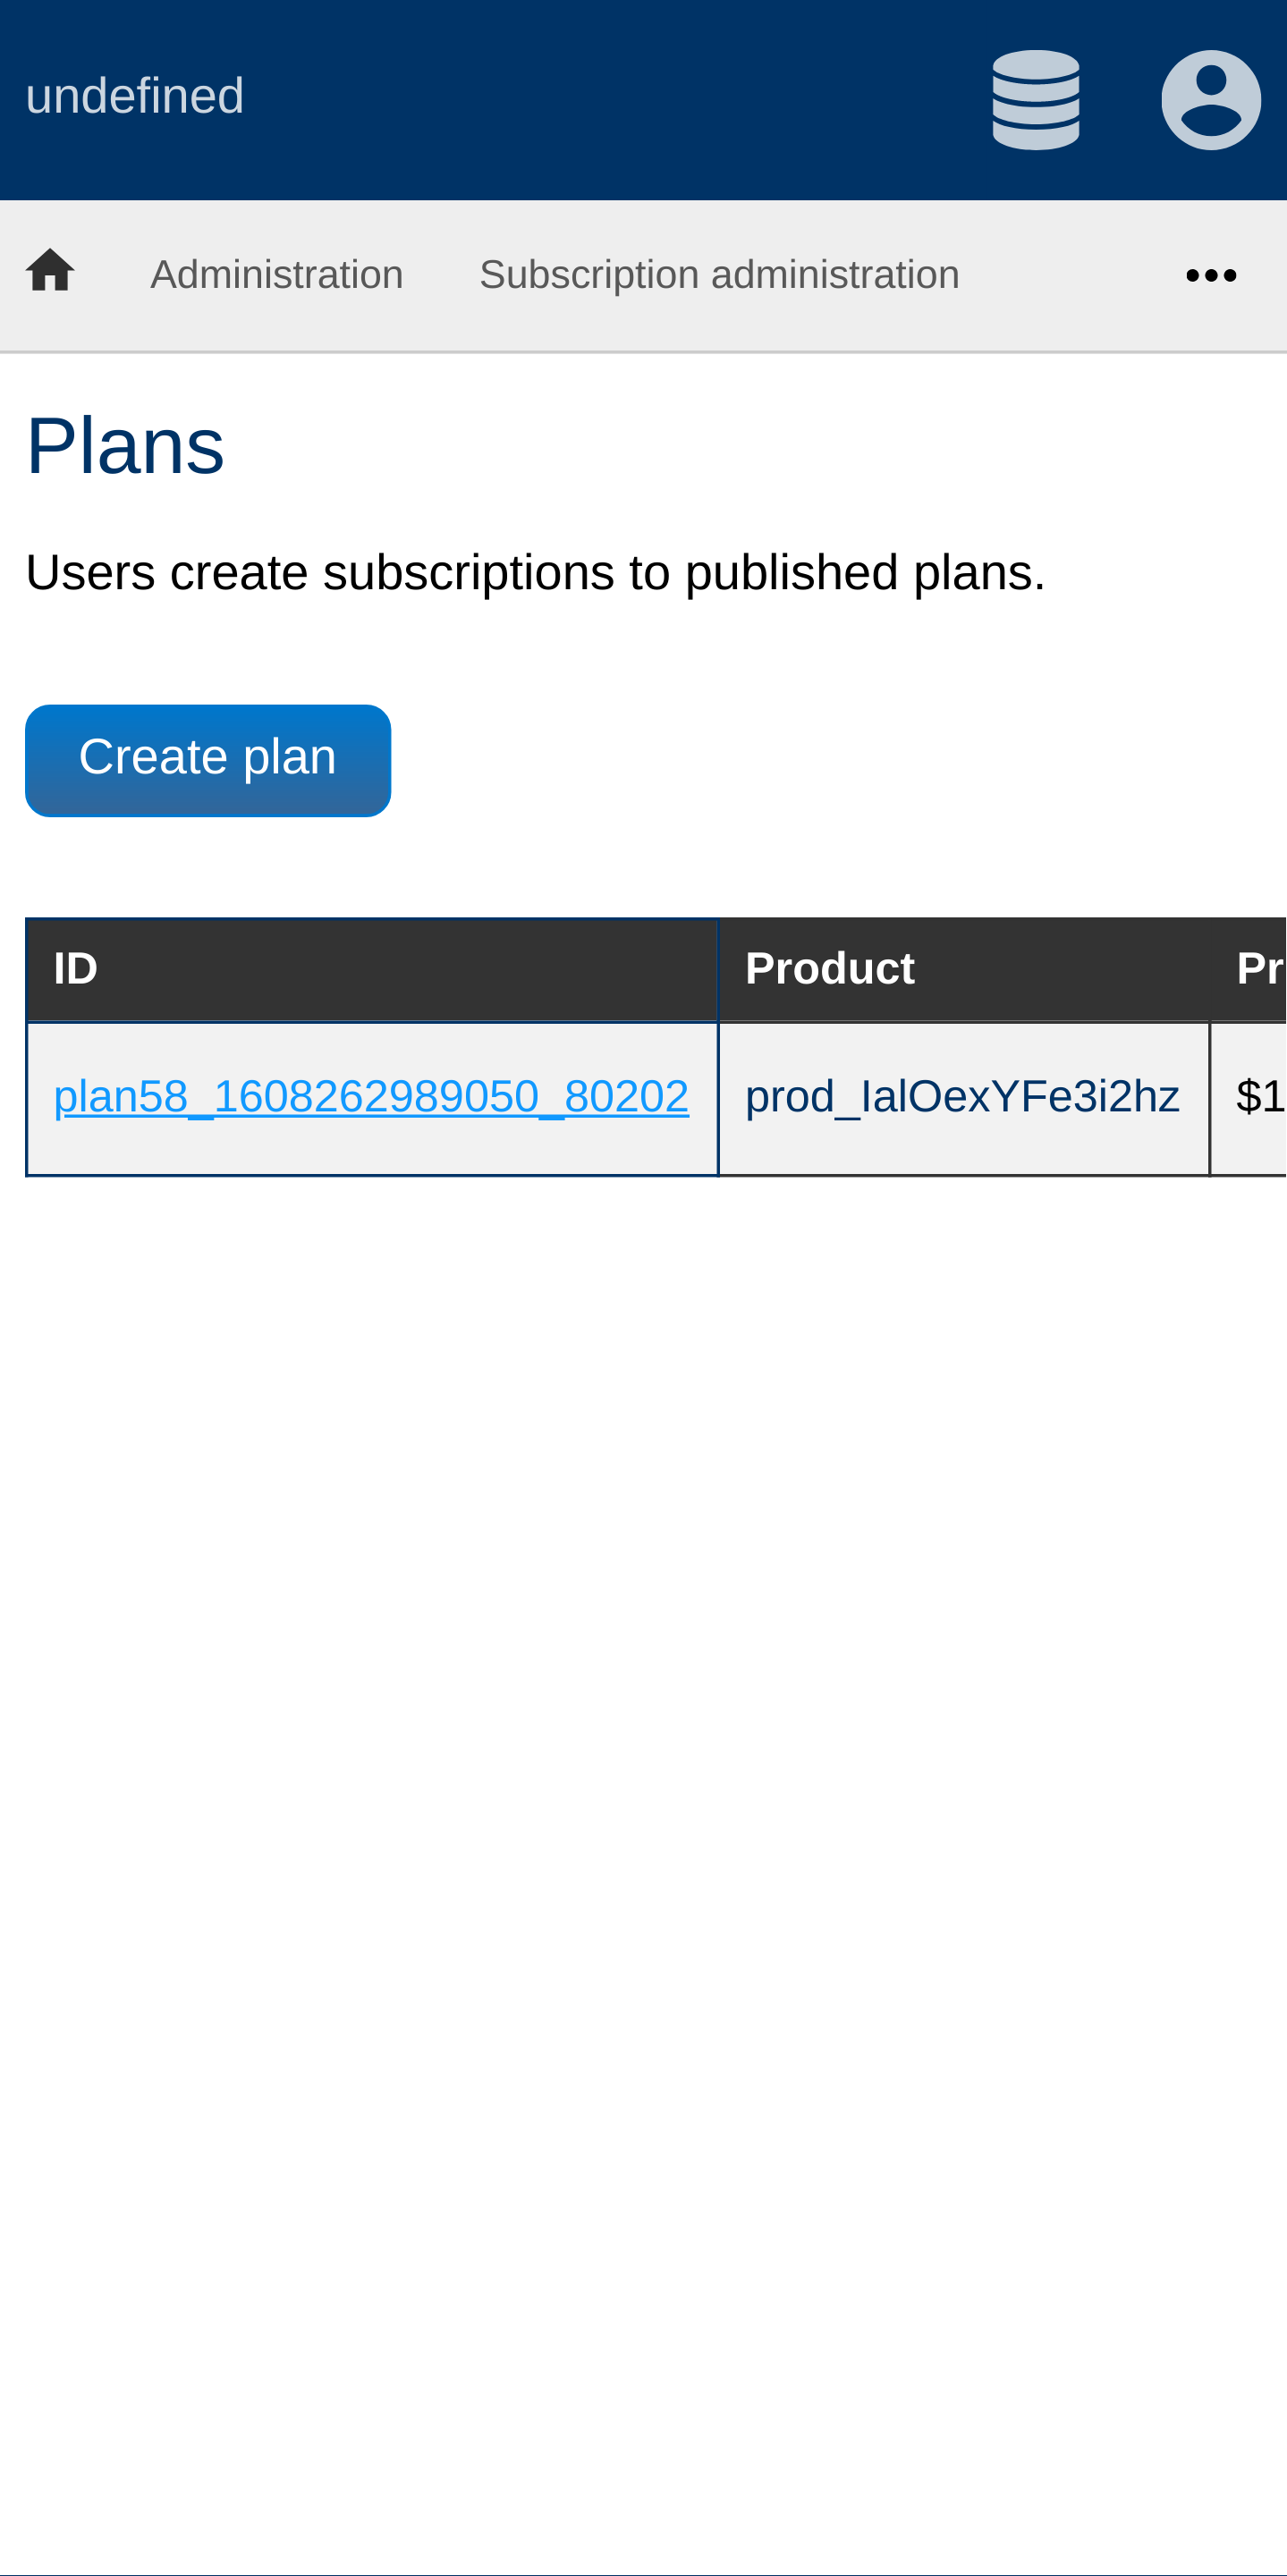 undefined
Administration Subscription administration
Plans
Users create subscriptions to published plans.
Create plan
ID Product Pr
plan58_1608262989050_80202 prod_IalOexYFe3i2hz $1